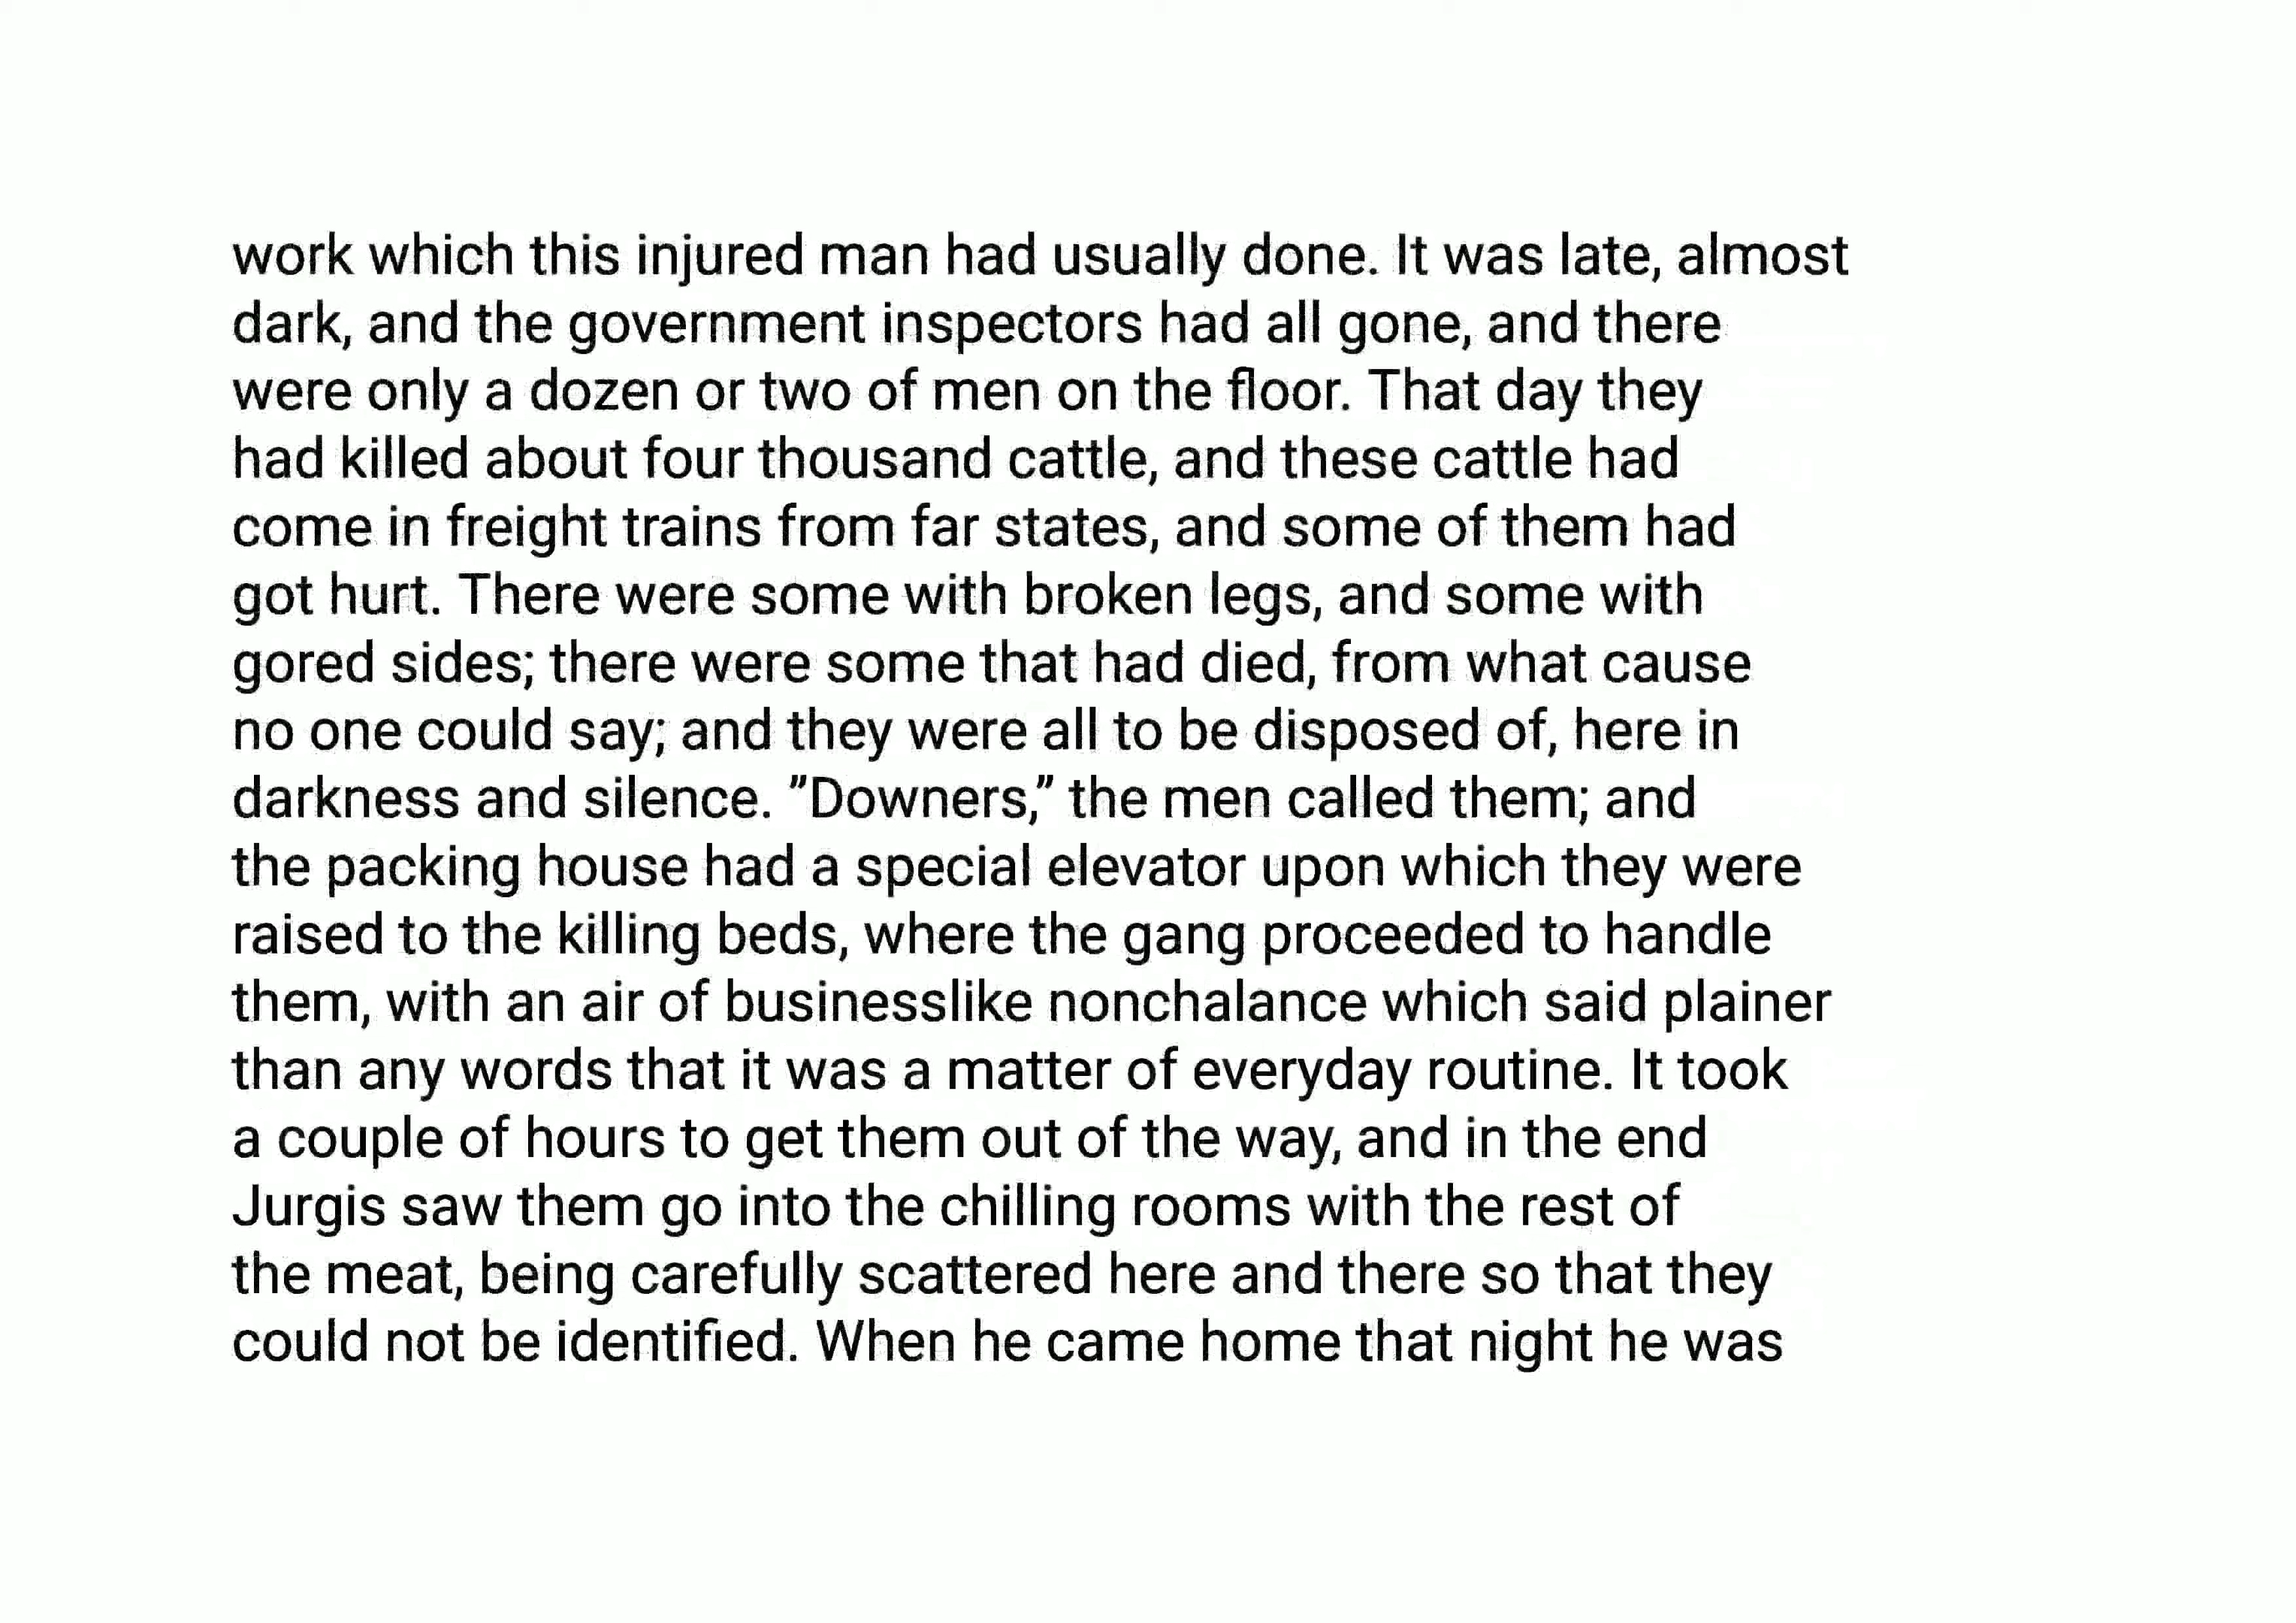 work which this injured man had usually done. It was late, almost
dark, and the government inspectors had all gone, and there
were only a dozen or two of men on the floor. That day they
had killed about four thousand cattle, and these cattle had
come in freight trains from far states, and some of them had
got hurt. There were some with broken legs, and some with
gored sides; there were some that had died, from what cause
no one could say; and they were all to be disposed of, here in
darkness and silence. ”Downers,” the men called them; and
the packing house had a special elevator upon which they were
raised to the killing beds, where the gang proceeded to handle
them, with an air of businesslike nonchalance which said plainer
than any words that it was a matter of everyday routine. It took
a couple of hours to get them out of the way, and in the end
Jurgis saw them go into the chilling rooms with the rest of
the meat, being carefully scattered here and there so that they
could not be identified. When he came home that night he was